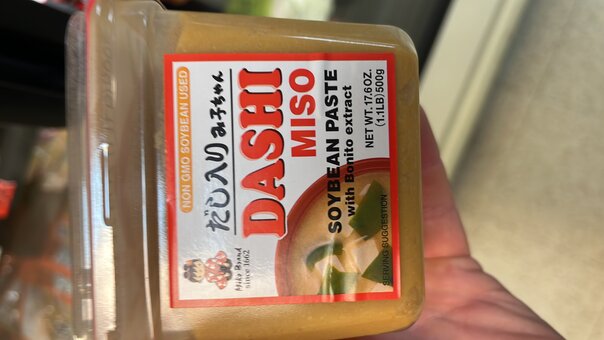 NON GMO SOYBEAN USED
だし入り み子ちゃん
DASHI
MISO
SOYBEAN PASTE
with Bonito extract
NET WT. 17.6 OZ.
(1.1LB) 500g
Miko Brand
since 1662
SERVING SUGGESTION